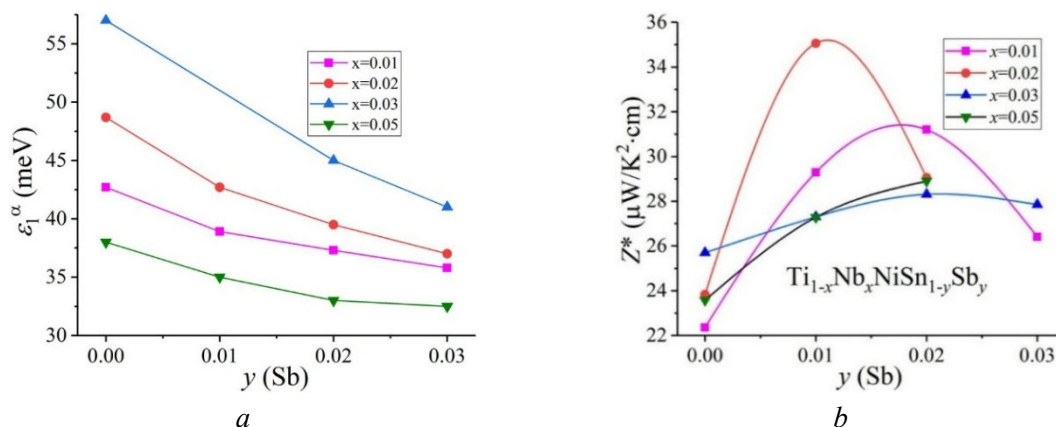 55
50
45
40
35
30
ε₁ᵅ (meV)
x=0.01
x=0.02
x=0.03
x=0.05
0.00 0.01 0.02 0.03
y (Sb)
a
36
34
32
30
28
26
24
22
Z* (μW/K²·cm)
x=0.01
x=0.02
x=0.03
x=0.05
Ti₁₋ₓNbₓNiSn₁₋ySby
0.00 0.01 0.02 0.03
y (Sb)
b